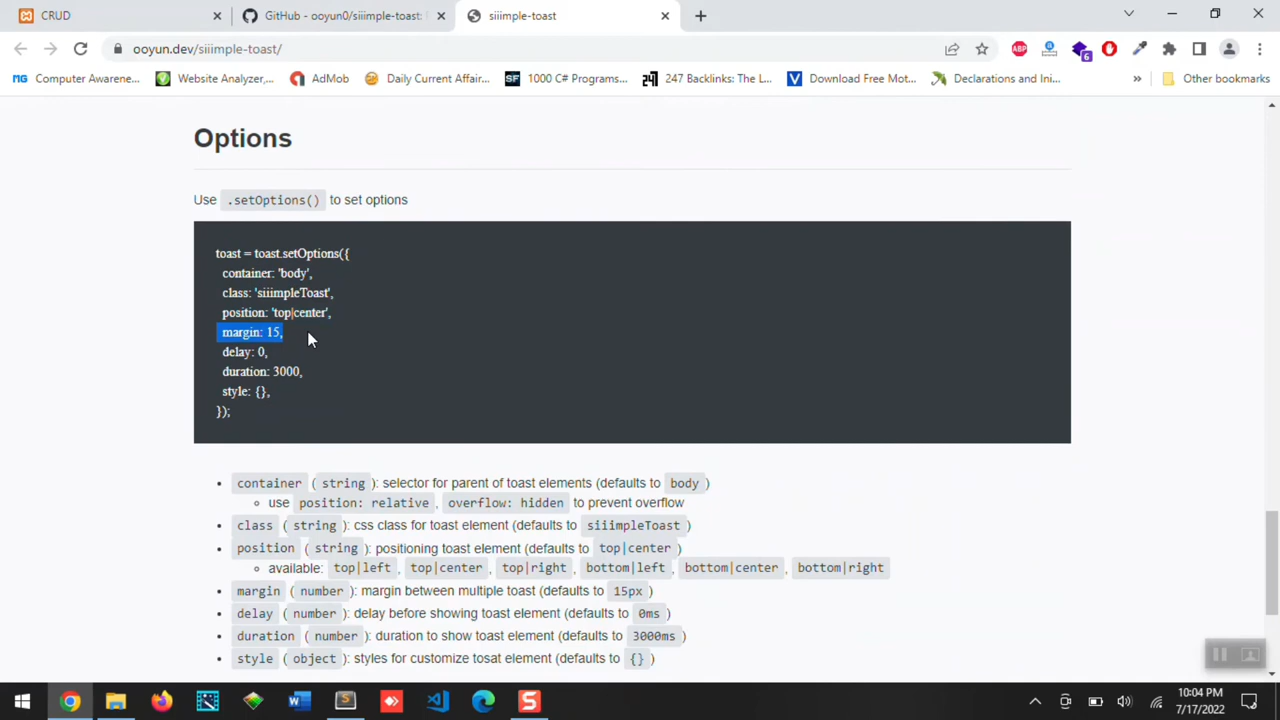 CRUD
GitHub - ooyun0/siiimple-toast:
siiimple-toast
ooyun.dev/siiimple-toast/
ABP
6
MG Computer Awarene...
Website Analyzer,...
AdMob
Daily Current Affair...
SF 1000 C# Programs...
247 Backlinks: The L...
V Download Free Mot...
Declarations and Ini...
»
Other bookmarks
Options
Use .setOptions() to set options
toast = toast.setOptions({
container: 'body',
class: 'siiimpleToast',
position: 'top|center',
margin: 15,
delay: 0,
duration: 3000,
style: {},
});
container ( string ): selector for parent of toast elements (defaults to body )
use position: relative , overflow: hidden to prevent overflow
class ( string ): css class for toast element (defaults to siiimpleToast )
position ( string ): positioning toast element (defaults to top|center )
available: top|left , top|center , top|right , bottom|left , bottom|center , bottom|right
margin ( number ): margin between multiple toast (defaults to 15px )
delay ( number ): delay before showing toast element (defaults to 0ms )
duration ( number ): duration to show toast element (defaults to 3000ms )
style ( object ): styles for customize tosat element (defaults to {} )
10:04 PM
7/17/2022